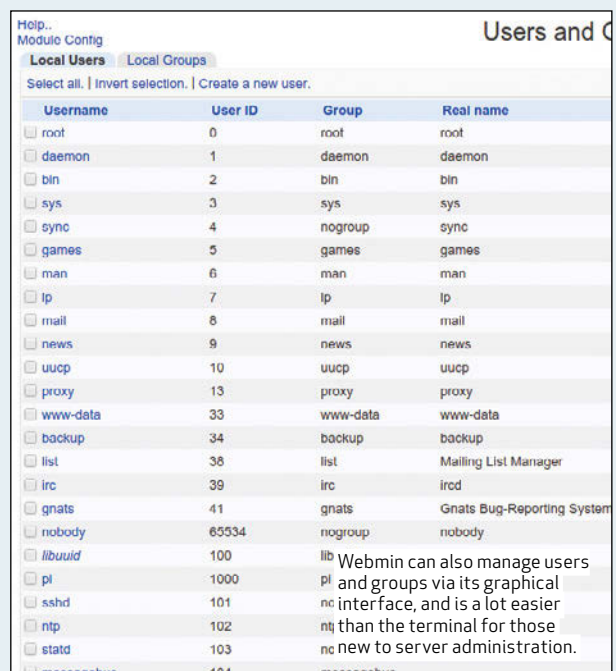 Help..
Module Config
Users and
Local Users Local Groups
Select all. | Invert selection. | Create a new user.
Username User ID Group Real name
root 0 root root
daemon 1 daemon daemon
bin 2 bin bin
sys 3 sys sys
sync 4 nogroup sync
games 5 games games
man 6 man man
lp 7 lp lp
mail 8 mail mail
news 9 news news
uucp 10 uucp uucp
proxy 13 proxy proxy
www-data 33 www-data www-data
backup 34 backup backup
list 38 list Mailing List Manager
irc 39 irc ircd
gnats 41 gnats Gnats Bug-Reporting System
nobody 65534 nogroup nobody
libuuid 100
pi 1000 pi
sshd 101
ntp 102
statd 103
Webmin can also manage users
and groups via its graphical
interface, and is a lot easier
than the terminal for those
new to server administration.